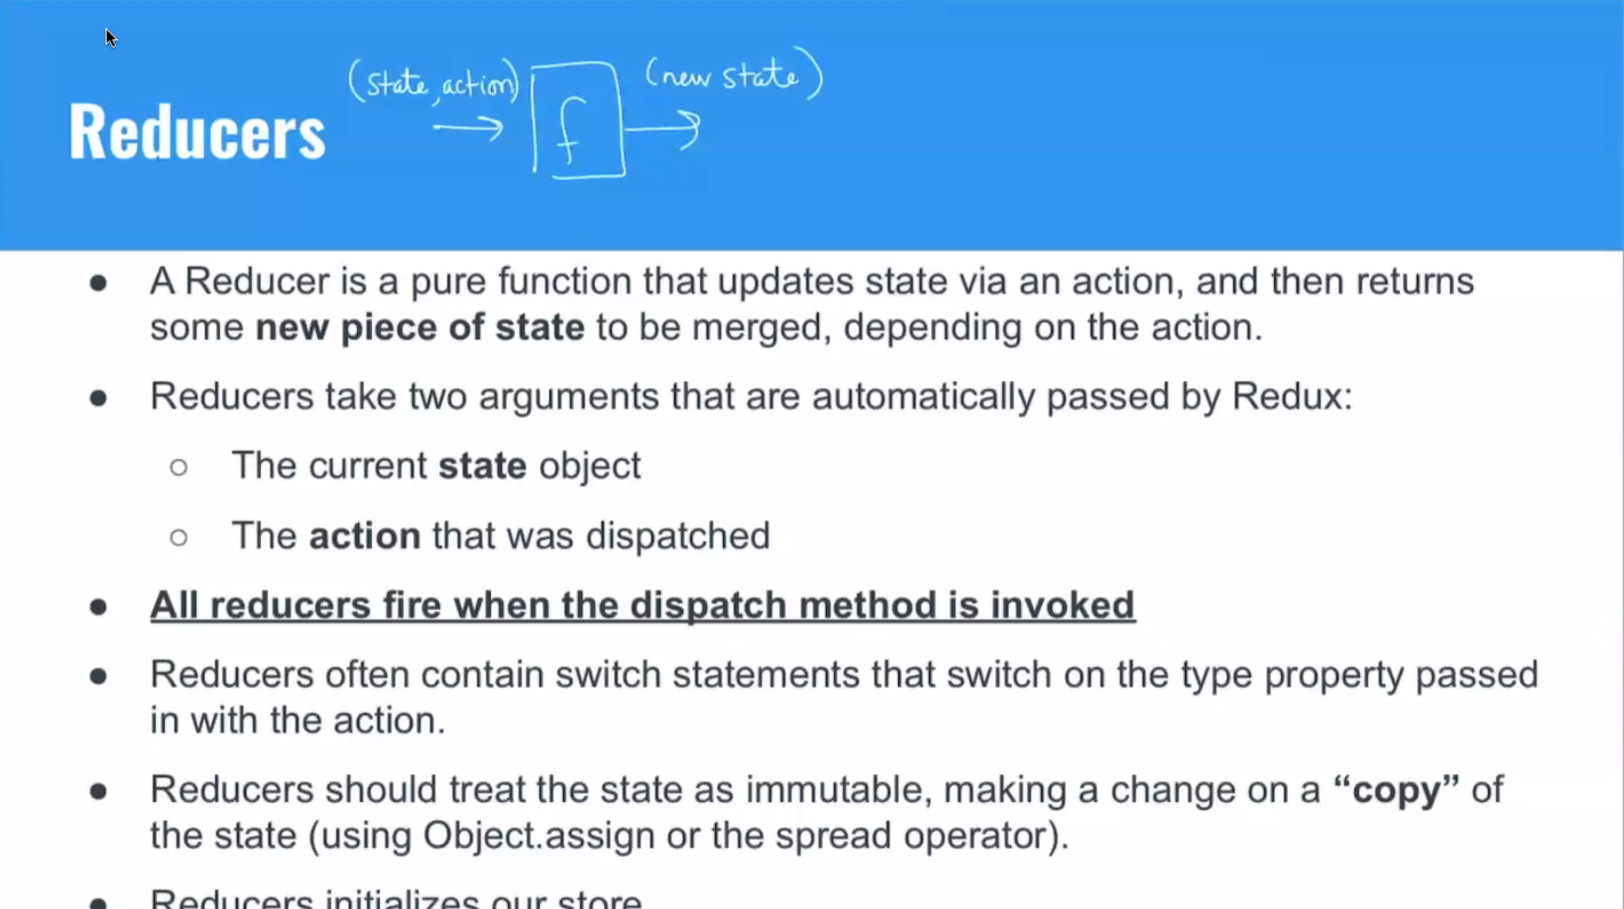 (state, action)
f
(new state)
Reducers
● A Reducer is a pure function that updates state via an action, and then returns
some new piece of state to be merged, depending on the action.
● Reducers take two arguments that are automatically passed by Redux:
○ The current state object
○ The action that was dispatched
● All reducers fire when the dispatch method is invoked
● Reducers often contain switch statements that switch on the type property passed
in with the action.
● Reducers should treat the state as immutable, making a change on a “copy” of
the state (using Object.assign or the spread operator).
● Reducers initializes our store